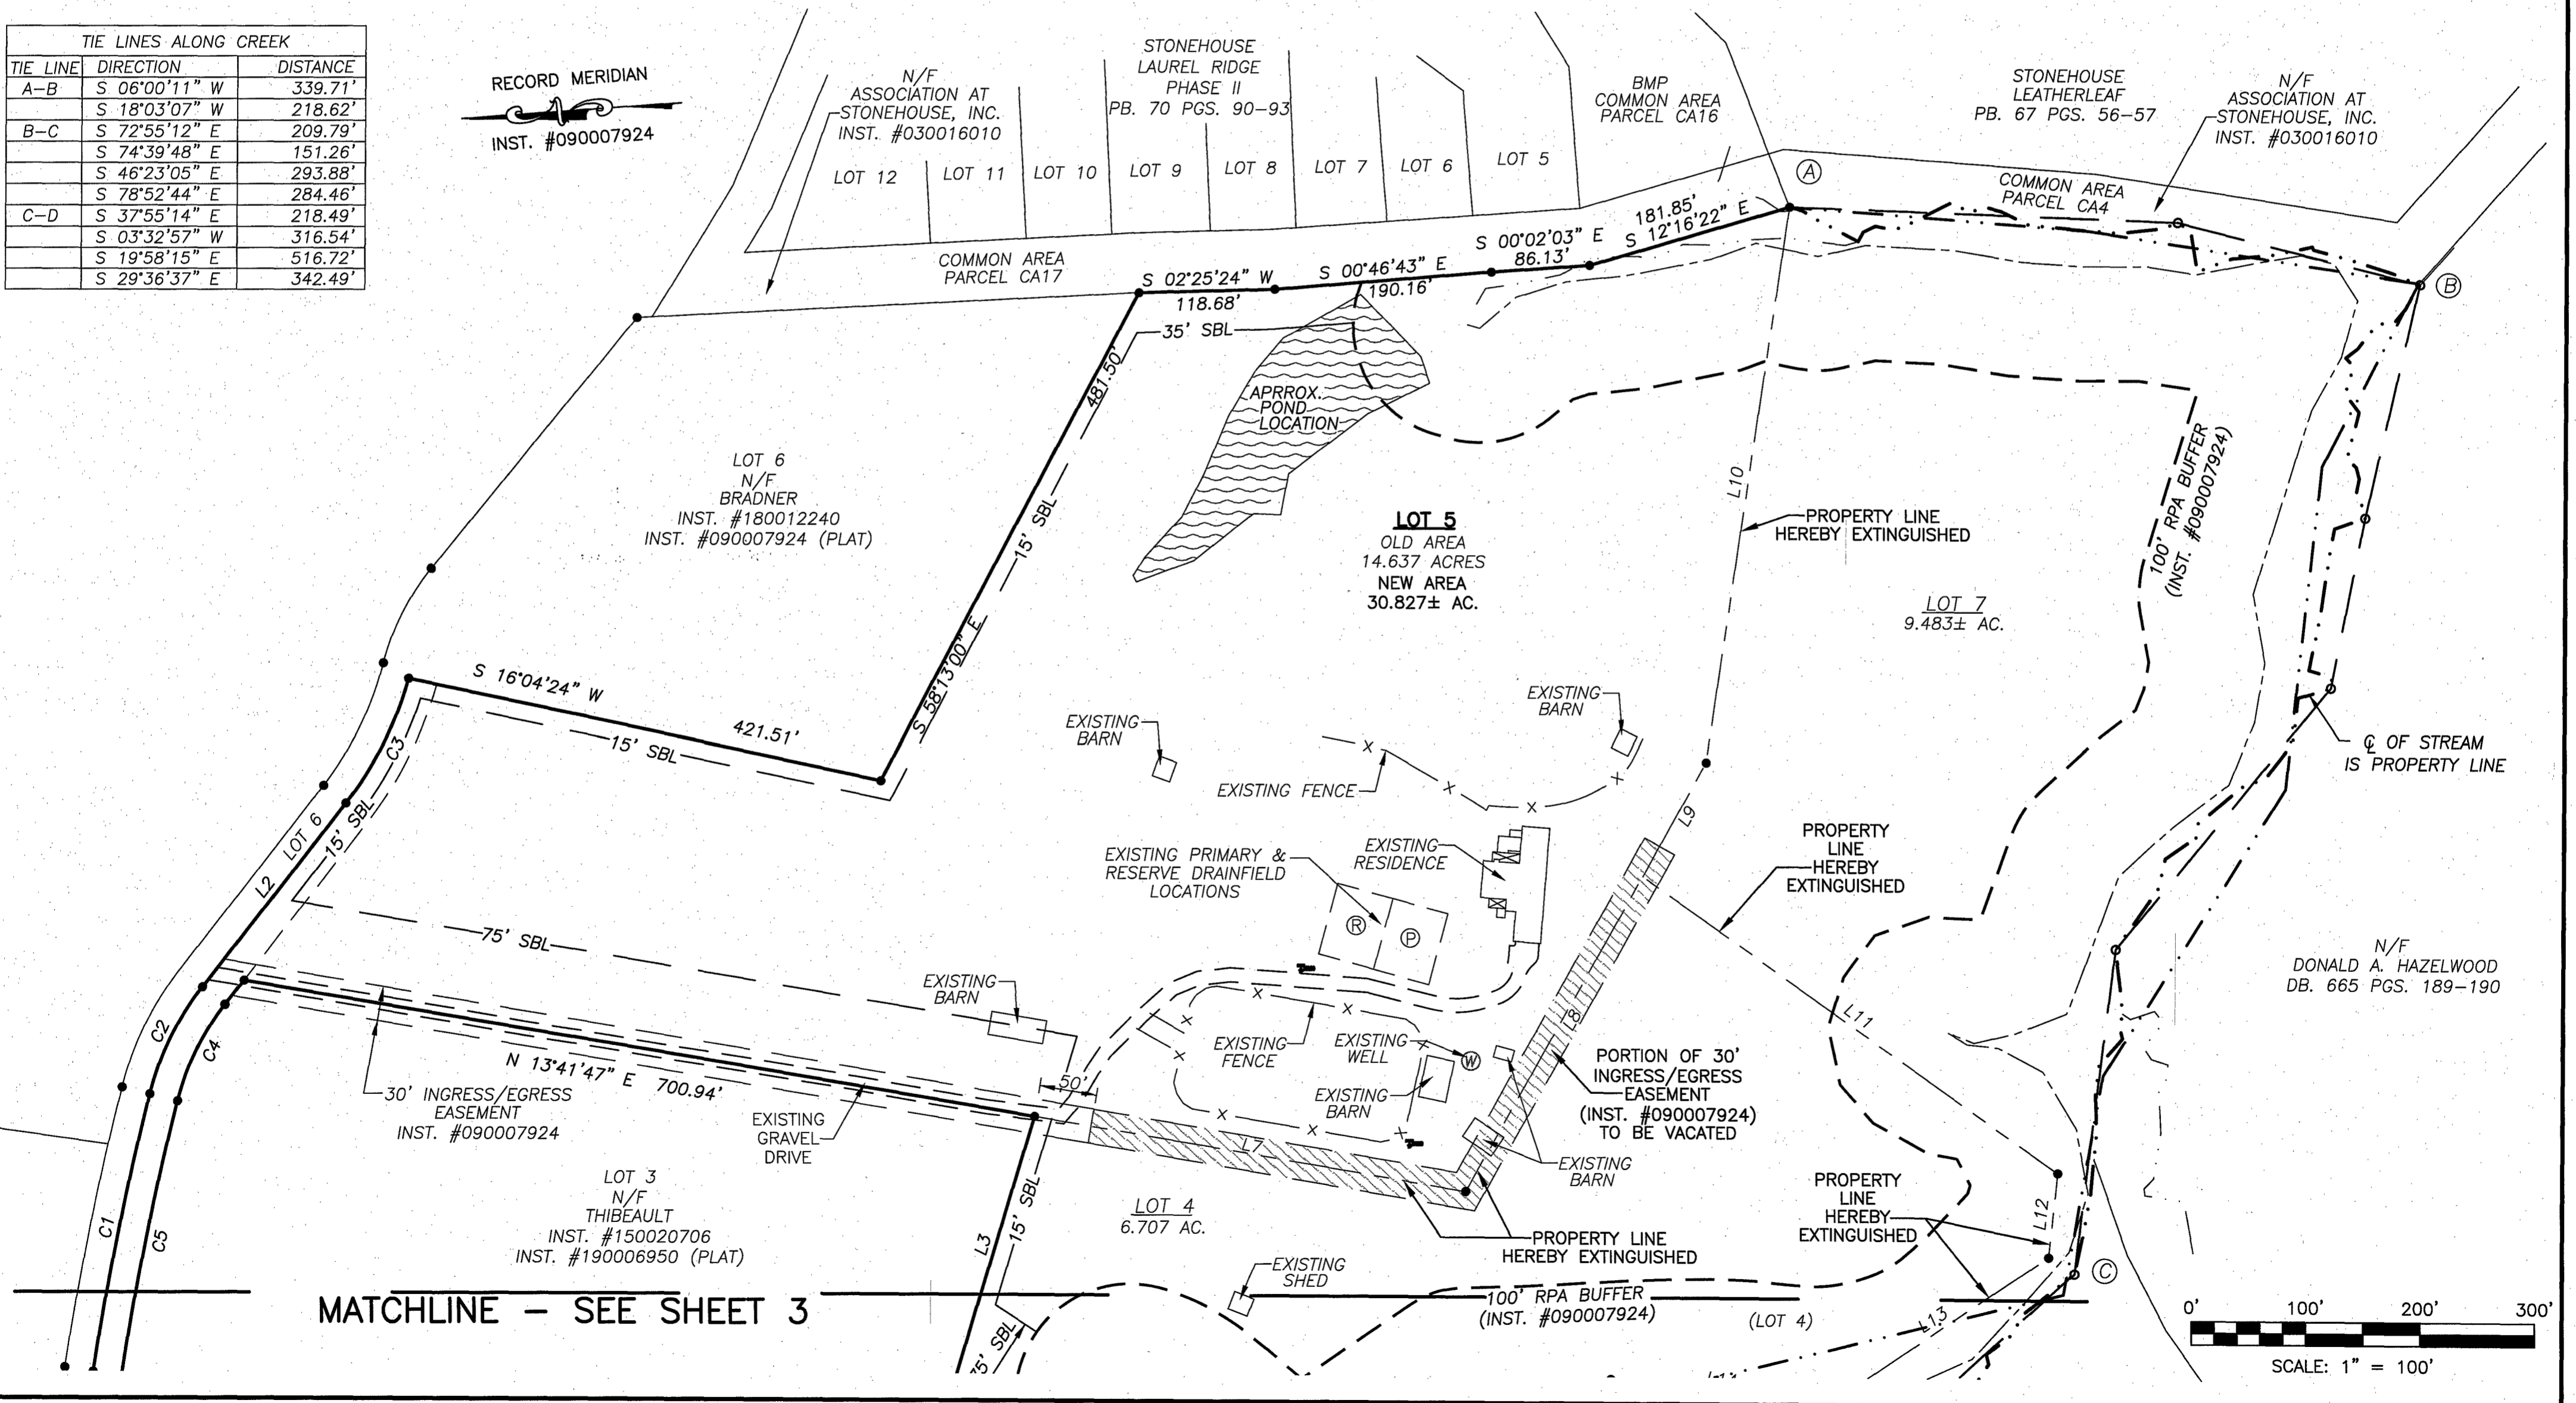 TIE LINES ALONG CREEK
TIE LINE DIRECTION DISTANCE
A-B S 06°00'11" W 339.71'
S 18°03'07" W 218.62'
B-C S 72°55'12" E 209.79'
S 74°39'48" E 151.26'
S 46°23'05" E 293.88'
S 78°52'44" E 284.46'
C-D S 37°55'14" E 218.49'
S 03°32'57" W 316.54'
S 19°58'15" E 516.72'
S 29°36'37" E 342.49'
RECORD MERIDIAN
INST. #090007924
N/F
ASSOCIATION AT
STONEHOUSE, INC.
INST. #030016010
STONEHOUSE
LAUREL RIDGE
PHASE II
PB. 70 PGS. 90-93
LOT 12
LOT 11
LOT 10
LOT 9
LOT 8
LOT 7
LOT 6
LOT 5
BMP
COMMON AREA
PARCEL CA16
STONEHOUSE
LEATHERLEAF
PB. 67 PGS. 56-57
N/F
ASSOCIATION AT
STONEHOUSE, INC.
INST. #030016010
COMMON AREA
PARCEL CA4
A
B
COMMON AREA
PARCEL CA17
S 02°25'24" W
118.68'
S 00°46'43" E
190.16'
S 00°02'03" E
86.13'
181.85'
S 12°16'22" E
35' SBL
481.50'
S 58°13'00" E
15' SBL
APRROX.
POND
LOCATION
LOT 6
N/F
BRADNER
INST. #180012240
INST. #090007924 (PLAT)
LOT 5
OLD AREA
14.637 ACRES
NEW AREA
30.827± AC.
L10
PROPERTY LINE
HEREBY EXTINGUISHED
100' RPA BUFFER
(INST. #090007924)
LOT 7
9.483± AC.
S 16°04'24" W
421.51'
15' SBL
C3
15' SBL
LOT 6
L2
EXISTING
BARN
EXISTING
BARN
EXISTING FENCE
L9
℄ OF STREAM
IS PROPERTY LINE
EXISTING PRIMARY &
RESERVE DRAINFIELD
LOCATIONS
EXISTING
RESIDENCE
R
P
PROPERTY
LINE
HEREBY
EXTINGUISHED
75' SBL
EXISTING
BARN
N/F
DONALD A. HAZELWOOD
DB. 665 PGS. 189-190
C2
C4
N 13°41'47" E 700.94'
30' INGRESS/EGRESS
EASEMENT
INST. #090007924
EXISTING
GRAVEL
DRIVE
50'
EXISTING
FENCE
EXISTING
WELL
W
EXISTING
BARN
L8
L11
PORTION OF 30'
INGRESS/EGRESS
EASEMENT
(INST. #090007924)
TO BE VACATED
L7
EXISTING
BARN
LOT 3
N/F
THIBEAULT
INST. #150020706
INST. #190006950 (PLAT)
C1
C5
L3
15' SBL
LOT 4
6.707 AC.
PROPERTY LINE
HEREBY EXTINGUISHED
PROPERTY
LINE
HEREBY
EXTINGUISHED
L12
C
EXISTING
SHED
MATCHLINE - SEE SHEET 3
100' RPA BUFFER
(INST. #090007924)
(LOT 4)
L13
75' SBL
0' 100' 200' 300'
SCALE: 1" = 100'